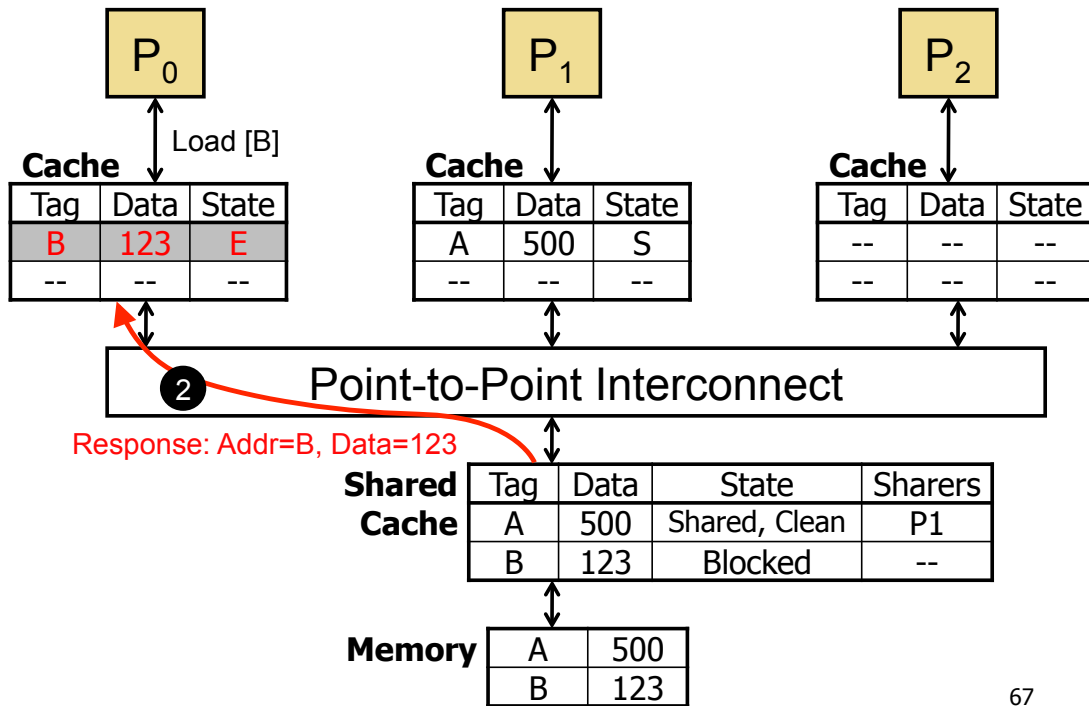 P0 P1 P2
Load [B]
Cache Cache Cache
Tag Data State Tag Data State Tag Data State
B 123 E A 500 S -- -- --
-- -- -- -- -- -- -- -- --
2 Point-to-Point Interconnect
Response: Addr=B, Data=123
Shared Tag Data State Sharers
Cache A 500 Shared, Clean P1
B 123 Blocked --
Memory A 500
B 123
67